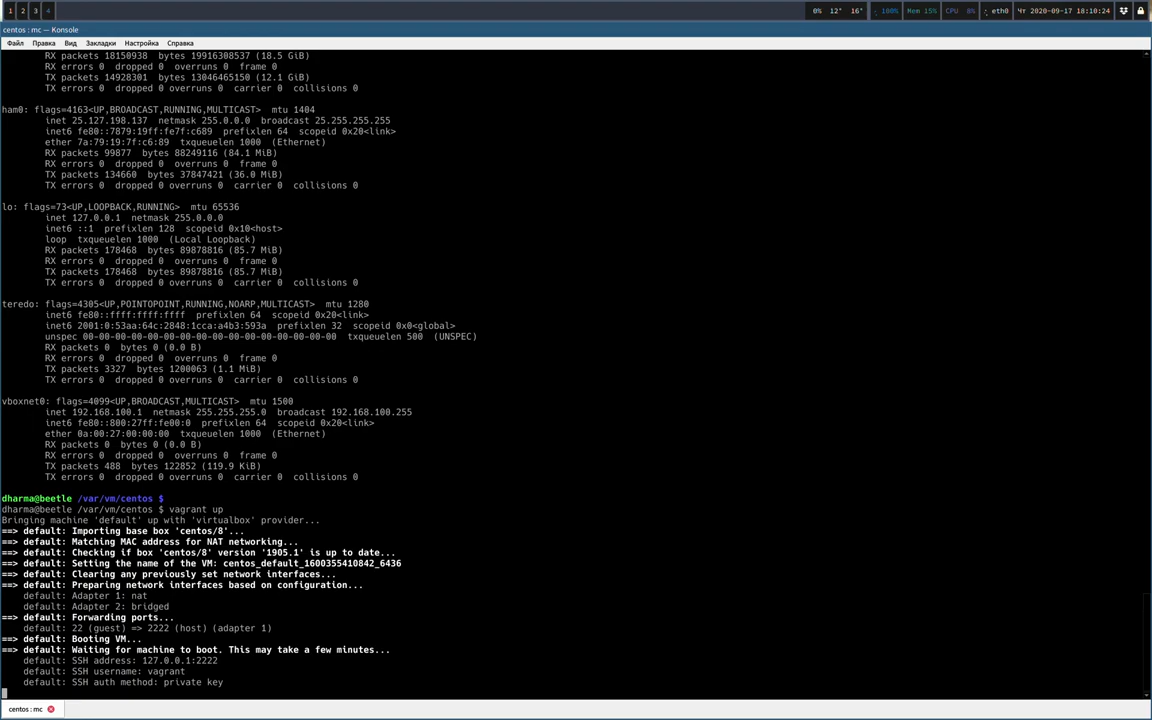 1 2 3 4 0% 12° 16° 100% Mem 15% CPU 8% eth0 Чт 2020-09-17 18:10:24
centos : mc — Konsole
Файл Правка Вид Закладки Настройка Справка
RX packets 18150938 bytes 19916308537 (18.5 GiB)
RX errors 0 dropped 0 overruns 0 frame 0
TX packets 14928301 bytes 13046465150 (12.1 GiB)
TX errors 0 dropped 0 overruns 0 carrier 0 collisions 0
ham0: flags=4163<UP,BROADCAST,RUNNING,MULTICAST> mtu 1404
inet 25.127.198.137 netmask 255.0.0.0 broadcast 25.255.255.255
inet6 fe80::7879:19ff:fe7f:c689 prefixlen 64 scopeid 0x20<link>
ether 7a:79:19:7f:c6:89 txqueuelen 1000 (Ethernet)
RX packets 99877 bytes 88249116 (84.1 MiB)
RX errors 0 dropped 0 overruns 0 frame 0
TX packets 134660 bytes 37847421 (36.0 MiB)
TX errors 0 dropped 0 overruns 0 carrier 0 collisions 0
lo: flags=73<UP,LOOPBACK,RUNNING> mtu 65536
inet 127.0.0.1 netmask 255.0.0.0
inet6 ::1 prefixlen 128 scopeid 0x10<host>
loop txqueuelen 1000 (Local Loopback)
RX packets 178468 bytes 89878816 (85.7 MiB)
RX errors 0 dropped 0 overruns 0 frame 0
TX packets 178468 bytes 89878816 (85.7 MiB)
TX errors 0 dropped 0 overruns 0 carrier 0 collisions 0
teredo: flags=4305<UP,POINTOPOINT,RUNNING,NOARP,MULTICAST> mtu 1280
inet6 fe80::ffff:ffff:ffff prefixlen 64 scopeid 0x20<link>
inet6 2001:0:53aa:64c:2848:1cca:a4b3:593a prefixlen 32 scopeid 0x0<global>
unspec 00-00-00-00-00-00-00-00-00-00-00-00-00-00-00-00 txqueuelen 500 (UNSPEC)
RX packets 0 bytes 0 (0.0 B)
RX errors 0 dropped 0 overruns 0 frame 0
TX packets 3327 bytes 1200063 (1.1 MiB)
TX errors 0 dropped 0 overruns 0 carrier 0 collisions 0
vboxnet0: flags=4099<UP,BROADCAST,MULTICAST> mtu 1500
inet 192.168.100.1 netmask 255.255.255.0 broadcast 192.168.100.255
inet6 fe80::800:27ff:fe00:0 prefixlen 64 scopeid 0x20<link>
ether 0a:00:27:00:00:00 txqueuelen 1000 (Ethernet)
RX packets 0 bytes 0 (0.0 B)
RX errors 0 dropped 0 overruns 0 frame 0
TX packets 488 bytes 122852 (119.9 KiB)
TX errors 0 dropped 0 overruns 0 carrier 0 collisions 0
dharma@beetle /var/vm/centos $
dharma@beetle /var/vm/centos $ vagrant up
Bringing machine 'default' up with 'virtualbox' provider...
==> default: Importing base box 'centos/8'...
==> default: Matching MAC address for NAT networking...
==> default: Checking if box 'centos/8' version '1905.1' is up to date...
==> default: Setting the name of the VM: centos_default_1600355410842_6436
==> default: Clearing any previously set network interfaces...
==> default: Preparing network interfaces based on configuration...
default: Adapter 1: nat
default: Adapter 2: bridged
==> default: Forwarding ports...
default: 22 (guest) => 2222 (host) (adapter 1)
==> default: Booting VM...
==> default: Waiting for machine to boot. This may take a few minutes...
default: SSH address: 127.0.0.1:2222
default: SSH username: vagrant
default: SSH auth method: private key
centos : mc